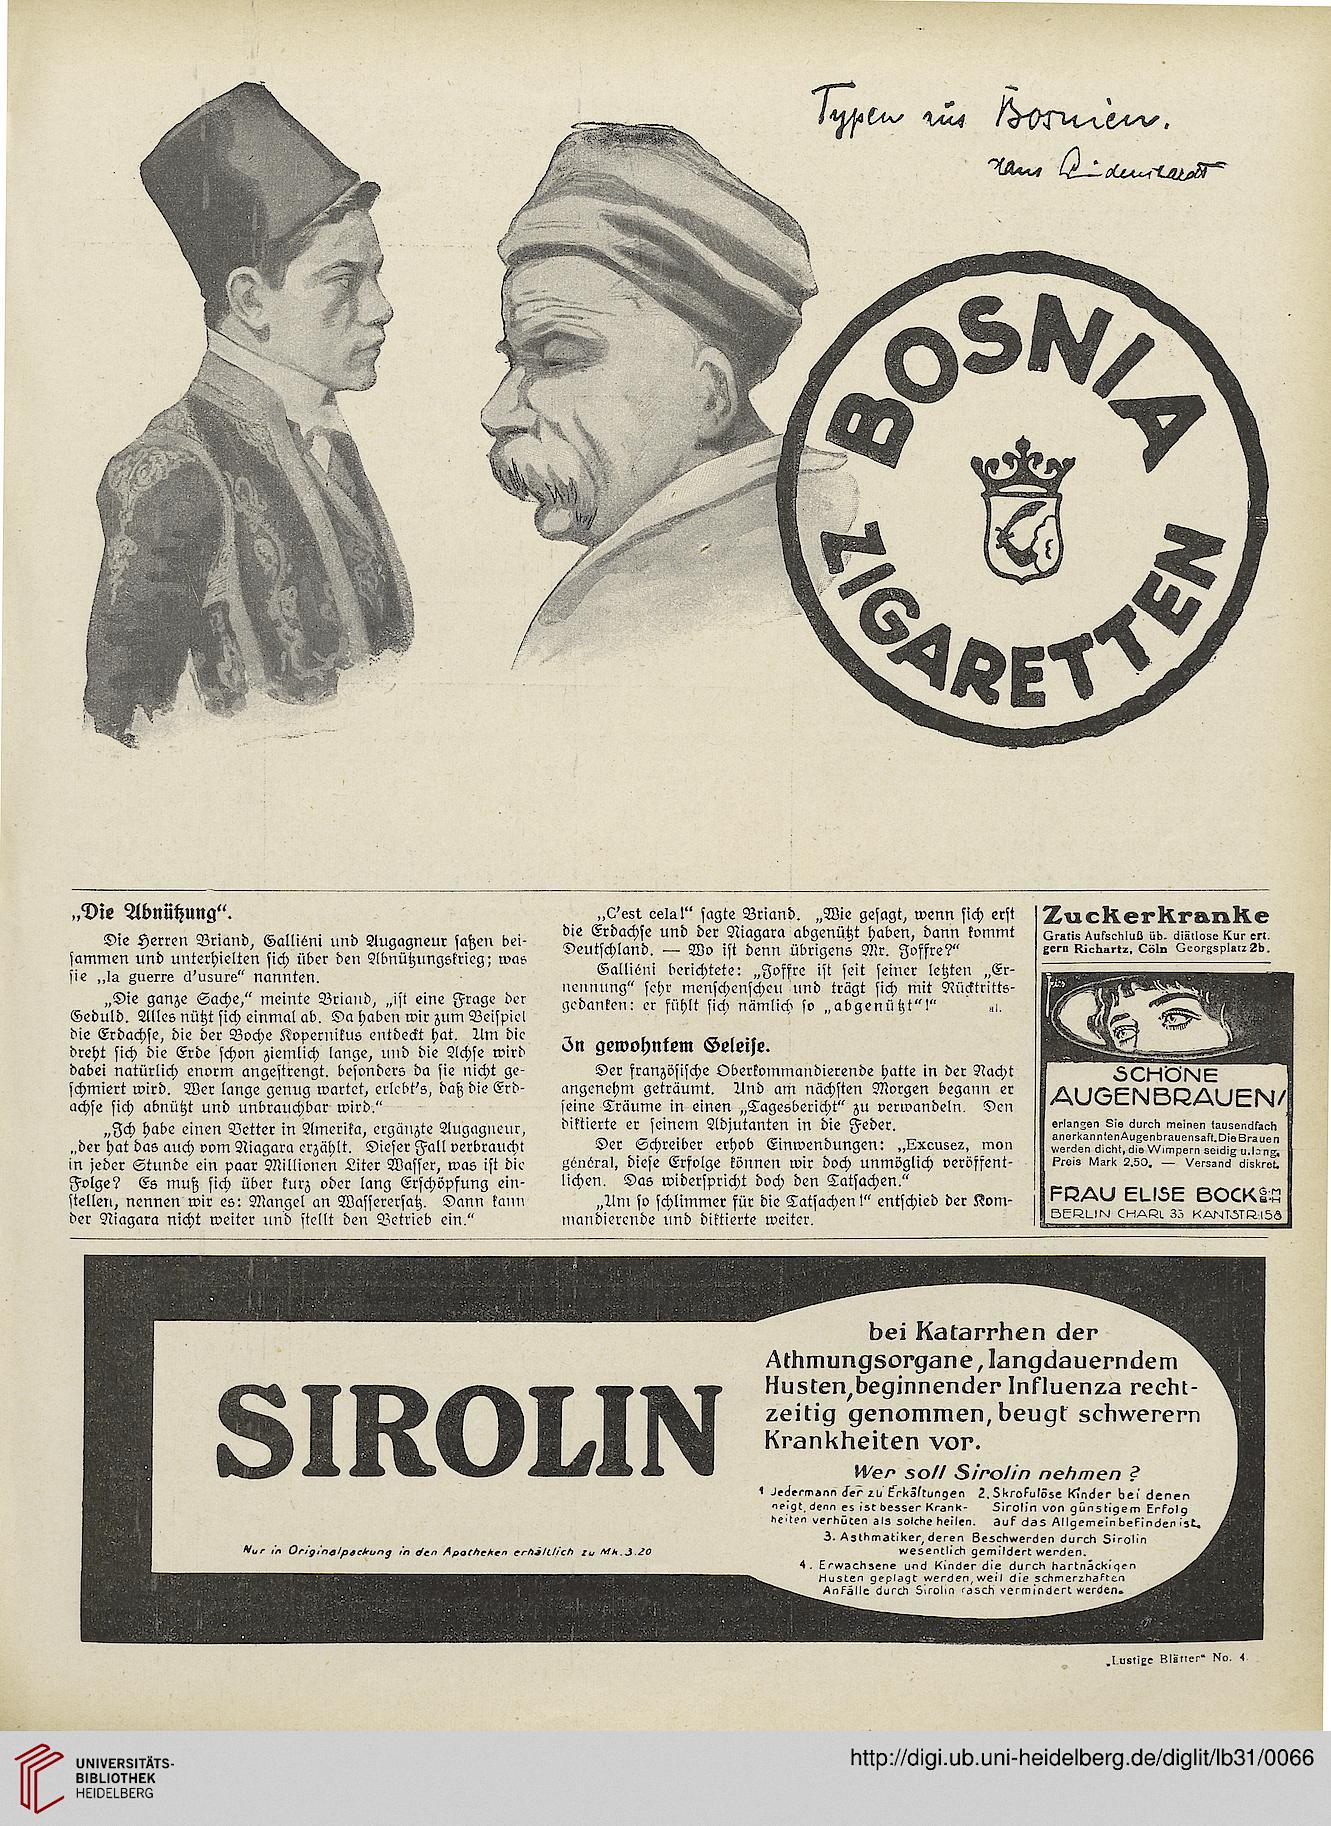 Typen aus Bosnien.
Hans
BOSNIA
ZIGARETTEN
„Die Abnützung“.
Die Herren Briand, Galliéni und Augagneur saßen bei-
sammen und unterhielten sich über den Abnützungskrieg; was
sie „la guerre d'usure“ nannten.
„Die ganze Sache,“ meinte Briand, „ist eine Frage der
Geduld. Alles nützt sich einmal ab. Da haben wir zum Beispiel
die Erdachse, die der Boche Kopernikus entdeckt hat. Um die
dreht sich die Erde schon ziemlich lange, und die Achse wird
dabei natürlich enorm angestrengt, besonders da sie nicht ge-
schmiert wird. Wer lange genug wartet, erlebt's, daß die Erd-
achse sich abnützt und unbrauchbar wird.“
„Ich habe einen Vetter in Amerika, ergänzte Augagneur,
„der hat das auch vom Niagara erzählt. Dieser Fall verbraucht
in jeder Stunde ein paar Millionen Liter Wasser, was ist die
Folge? Es muß sich über kurz oder lang Erschöpfung ein-
stellen, nennen wir es: Mangel an Wasserersatz. Dann kann
der Niagara nicht weiter und stellt den Betrieb ein.“
„C'est cela!“ sagte Briand. „Wie gesagt, wenn sich erst
die Erdachse und der Niagara abgenützt haben, dann kommt
Deutschland. — Wo ist denn übrigens Mr. Joffre?“
Galliéni berichtete: „Joffre ist seit seiner letzten „Er-
nennung“ sehr menschenscheu und trägt sich mit Rücktritts-
gedanken: er fühlt sich nämlich so „abgenützt“!“
In gewohntem Geleise.
Der französische Oberkommandierende hatte in der Nacht
angenehm geträumt. Und am nächsten Morgen begann er
seine Träume in einen „Tagesbericht“ zu verwandeln. Den
diktierte er seinem Adjutanten in die Feder.
Der Schreiber erhob Einwendungen: „Excusez, mon
général, diese Erfolge können wir doch unmöglich veröffent-
lichen. Das widerspricht doch den Tatsachen.“
„Um so schlimmer für die Tatsachen!“ entschied der Kom-
mandierende und diktierte weiter.
Zuckerkranke
Gratis Aufschluß üb. diätlose Kur ert.
gern Richartz, Cöln Georgsplatz 2b.
SCHÖNE
AUGENBRAUEN/
erlangen Sie durch meinen tausendfach
anerkannten Augenbrauensaft. Die Brauen
werden dicht, die Wimpern seidig u. lang.
Preis Mark 2,50. — Versand diskret.
FRAU ELISE BOCK G·M B·H
BERLIN CHARL 33 KANTSTR.158
SIROLIN
Nur in Originalpackung in den Apotheken erhältlich zu Mk. 3.20
bei Katarrhen der
Athmungsorgane, langdauerndem
Husten, beginnender Influenza recht-
zeitig genommen, beugt schwerern
Krankheiten vor.
Wer soll Sirolin nehmen ?
1 Jedermann der zu Erkältungen
neigt, denn es ist besser Krank-
heiten verhüten als solche heilen.
2. Skrofulöse Kinder bei denen
Sirolin von günstigem Erfolg
auf das Allgemeinbefinden ist.
3. Asthmatiker, deren Beschwerden durch Sirolin
wesentlich gemildert werden.
4. Erwachsene und Kinder die durch hartnäckigen
Husten geplagt werden, weil die schmerzhaften
Anfälle durch Sirolin rasch vermindert werden.
„Lustige Blätter“ No. 4.
UNIVERSITÄTS-
BIBLIOTHEK
HEIDELBERG
http://digi.ub.uni-heidelberg.de/diglit/lb31/0066